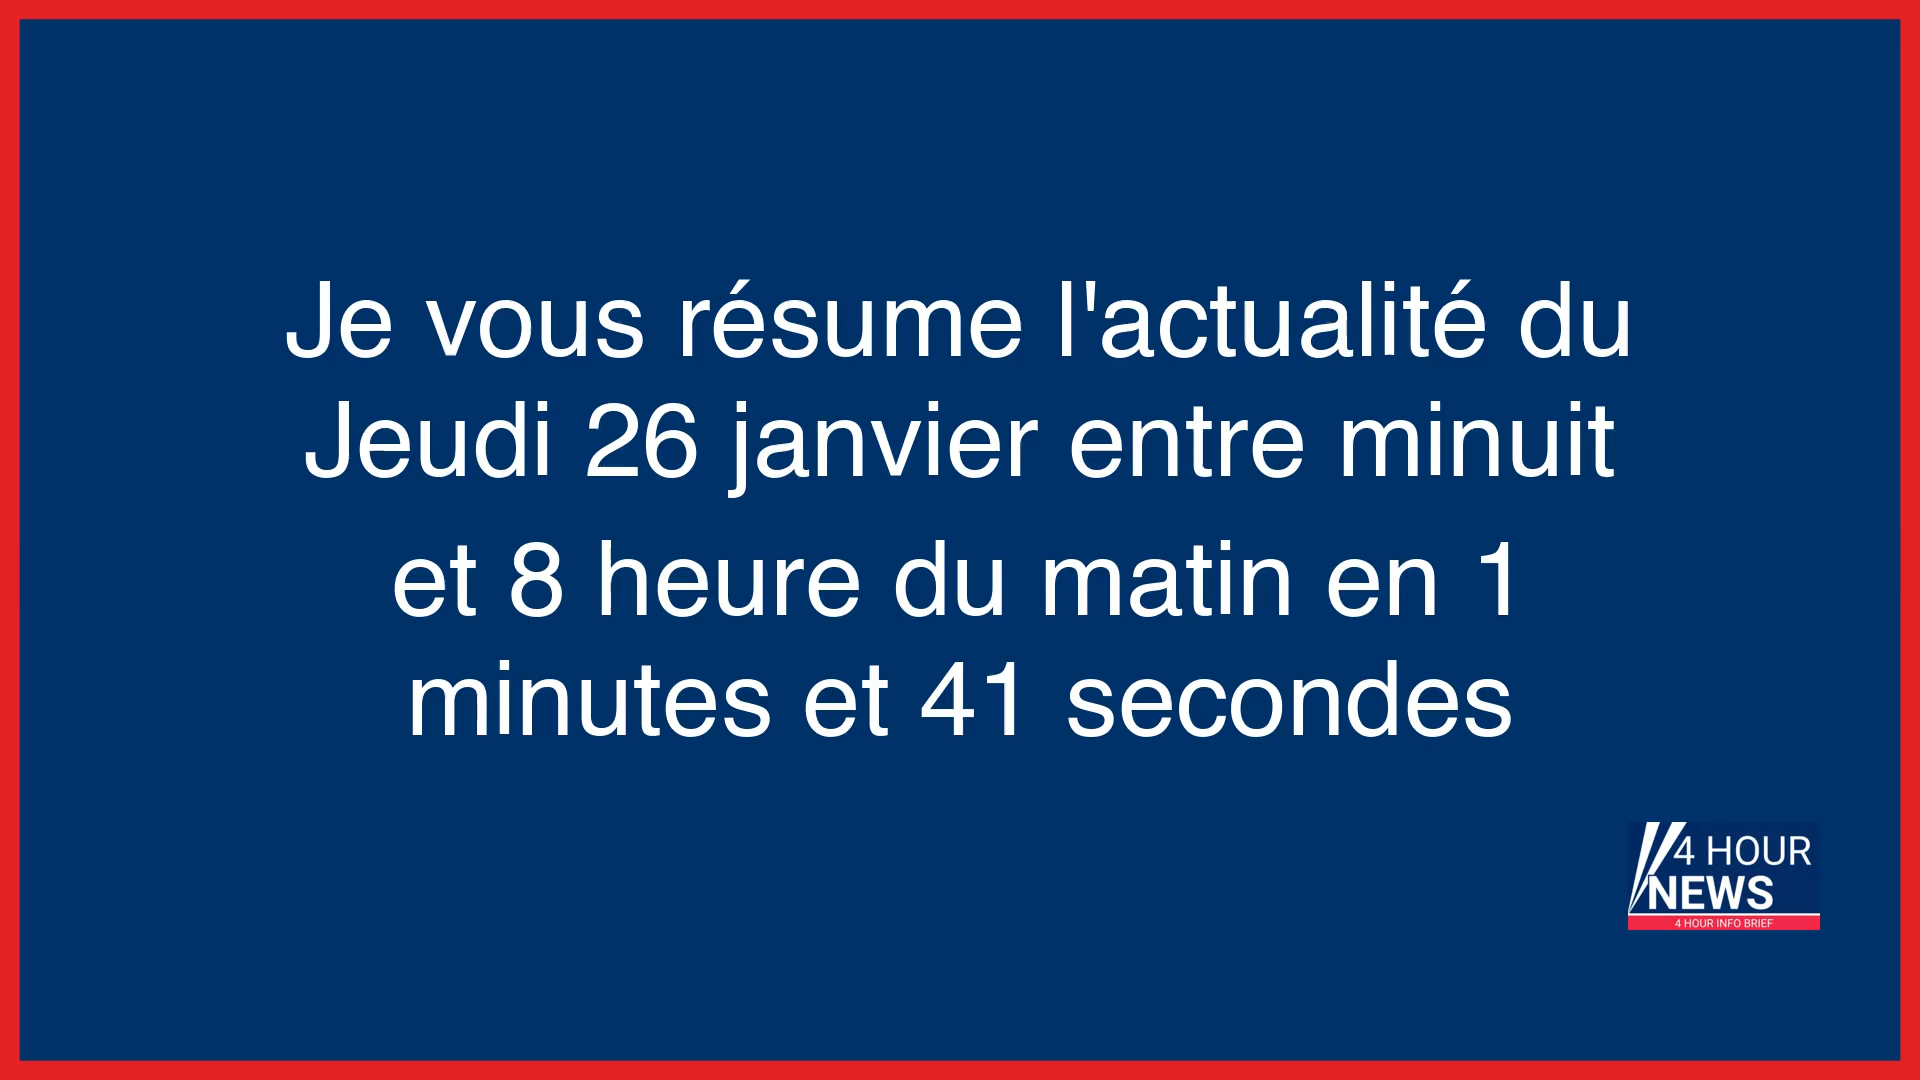 Je vous résume l'actualité du
Jeudi 26 janvier entre minuit
et 8 heure du matin en 1
minutes et 41 secondes
4 HOUR
NEWS
4 HOUR INFO BRIEF